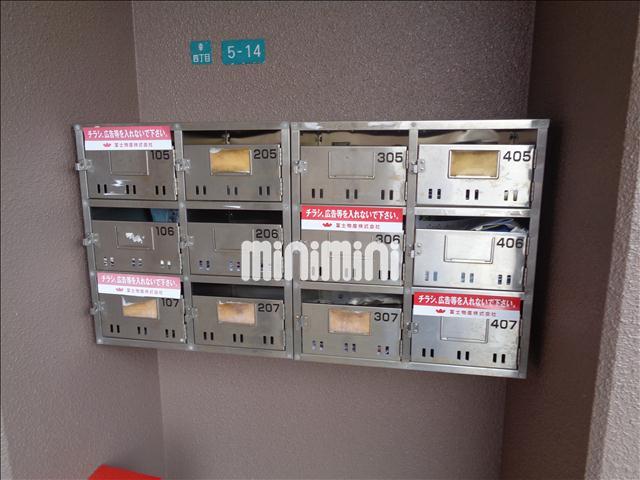 四丁目
5-14
チラシ、広告等を入れないで下さい。
富士物産株式会社
105
205
305
405
106
206
チラシ、広告等を入れないで下さい。
富士物産株式会社
306
406
minimini
チラシ、広告等を入れないで下さい。
富士物産株式会社
107
207
307
チラシ、広告等を入れないで下さい。
富士物産株式会社
407